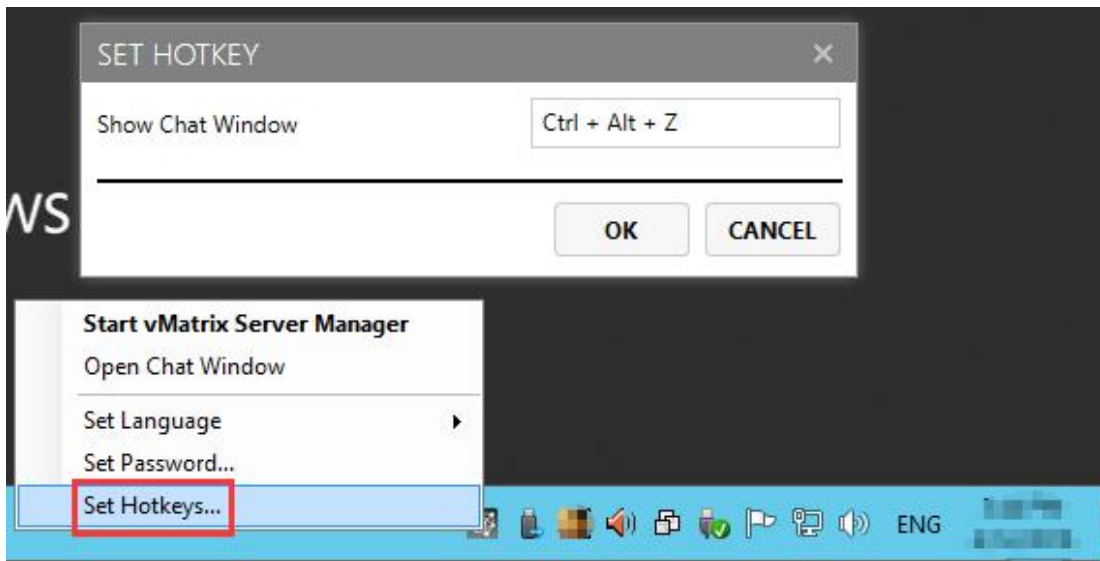 SET HOTKEY
Show Chat Window
Ctrl + Alt + Z
OK
CANCEL
WS
Start vMatrix Server Manager
Open Chat Window
Set Language
Set Password...
Set Hotkeys...
ENG